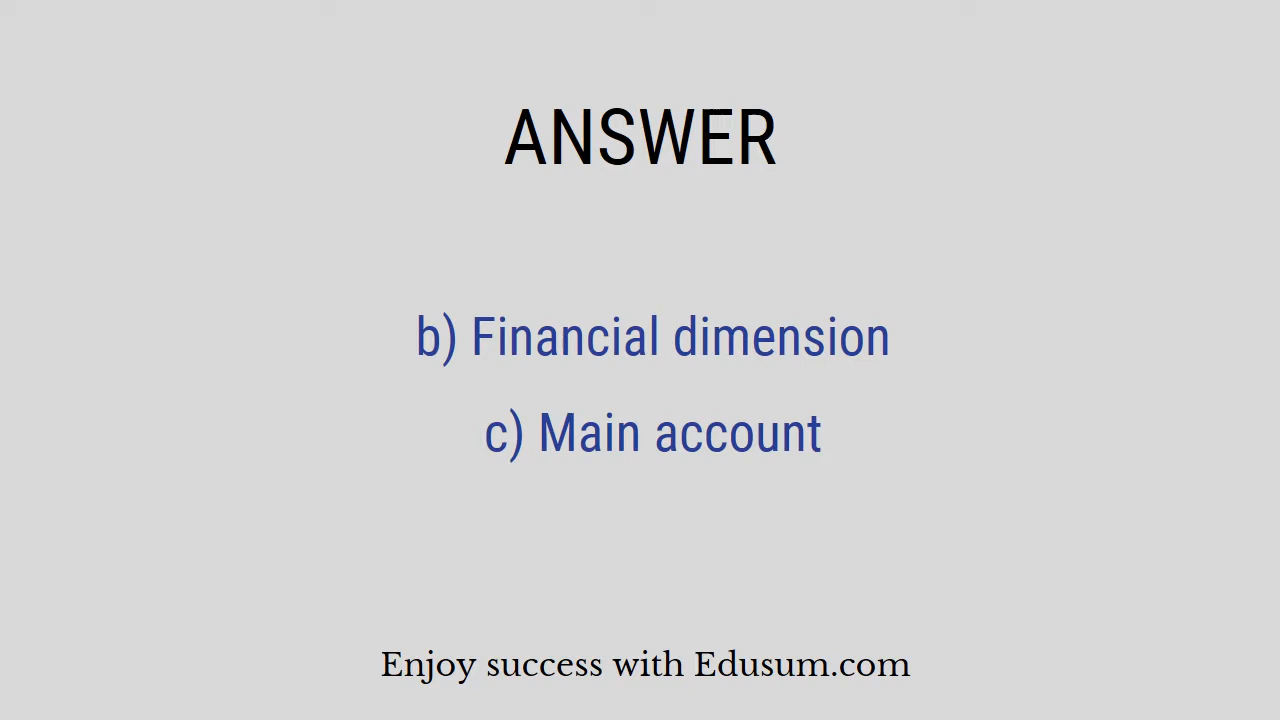 ANSWER
b) Financial dimension
c) Main account
Enjoy success with Edusum.com